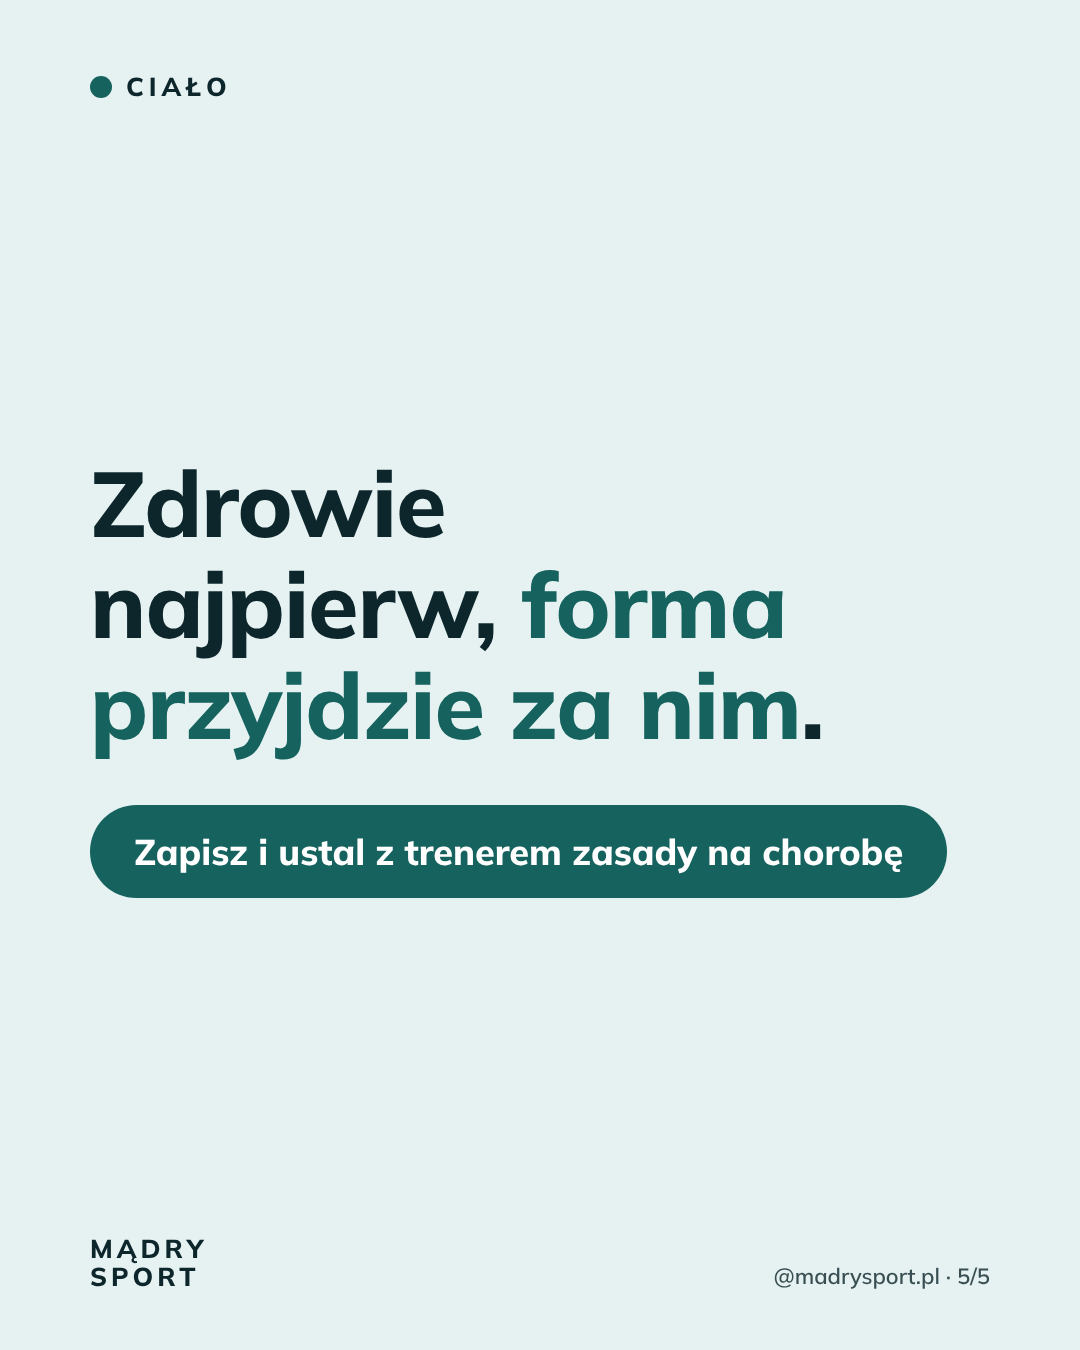 CIAŁO
Zdrowie
najpierw, forma
przyjdzie za nim.
Zapisz i ustal z trenerem zasady na chorobę
MĄDRY
SPORT
@madrysport.pl · 5/5